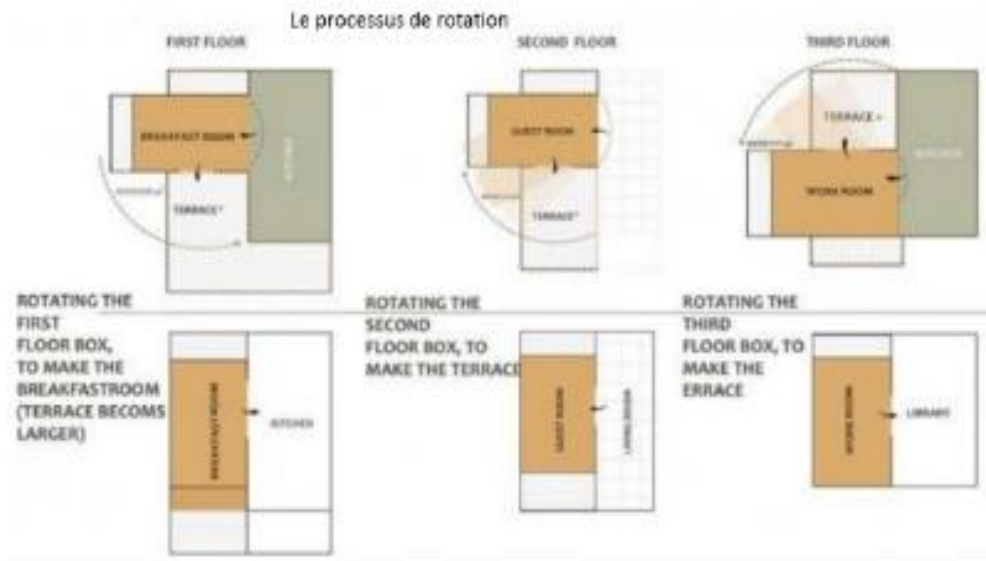 Le processus de rotation
FIRST FLOOR
SECOND FLOOR
THIRD FLOOR
BREAKFAST ROOM
KITCHEN
TERRACE
GUEST ROOM
TERRACE
TERRACE +
WORK ROOM
ROTATING THE
FIRST
FLOOR BOX,
TO MAKE THE
BREAKFASTROOM
(TERRACE BECOMS
LARGER)
ROTATING THE
SECOND
FLOOR BOX, TO
MAKE THE TERRACE
ROTATING THE
THIRD
FLOOR BOX, TO
MAKE THE
ERRACE
BREAKFAST ROOM
KITCHEN
GUEST ROOM
LIVING ROOM
WORK ROOM
LIBRARY